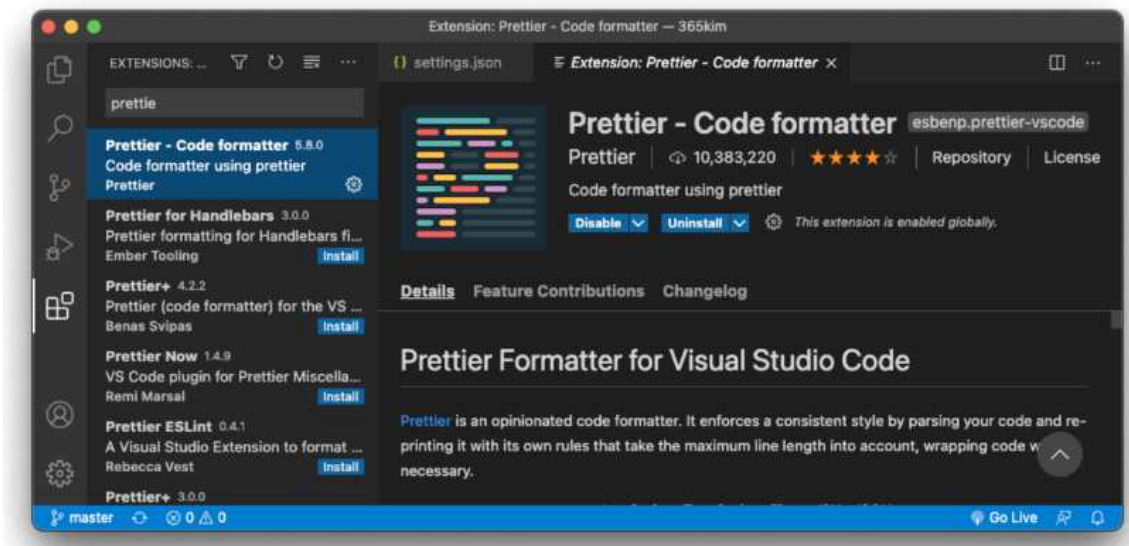 Extension: Prettier - Code formatter — 365kim
EXTENSIONS: ...
prettie
Prettier - Code formatter 5.8.0
Code formatter using prettier
Prettier
Prettier for Handlebars 3.0.0
Prettier formatting for Handlebars fi...
Ember Tooling Install
Prettier+ 4.2.2
Prettier (code formatter) for the VS ...
Benas Svipas Install
Prettier Now 1.4.9
VS Code plugin for Prettier Miscella...
Remi Marsal Install
Prettier ESLint 0.4.1
A Visual Studio Extension to format ...
Rebecca Vest Install
Prettier+ 3.0.0
{} settings.json Extension: Prettier - Code formatter ×
Prettier - Code formatter esbenp.prettier-vscode
Prettier 10,383,220 Repository License
Code formatter using prettier
Disable Uninstall This extension is enabled globally.
Details Feature Contributions Changelog
Prettier Formatter for Visual Studio Code
Prettier is an opinionated code formatter. It enforces a consistent style by parsing your code and re-
printing it with its own rules that take the maximum line length into account, wrapping code
necessary.
master 0 0 Go Live